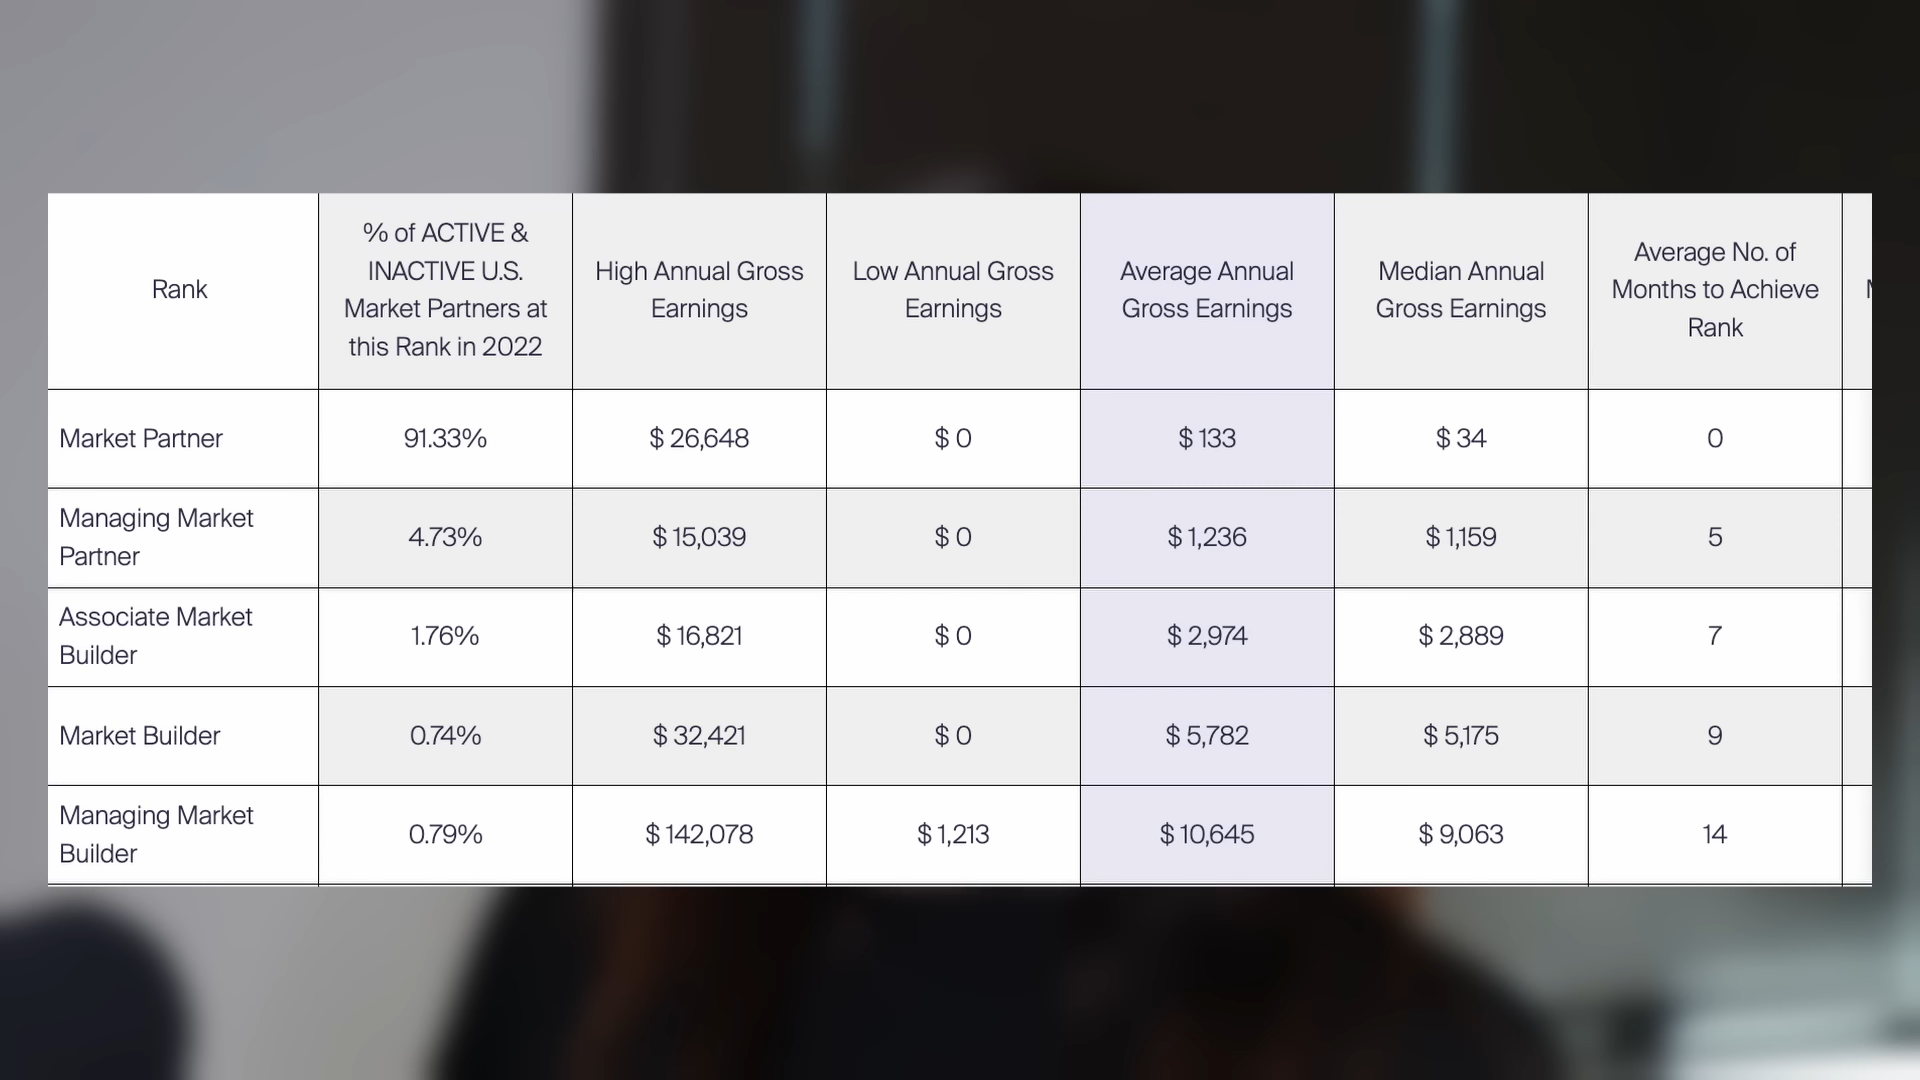 Rank
% of ACTIVE &
INACTIVE U.S.
Market Partners at
this Rank in 2022
High Annual Gross
Earnings
Low Annual Gross
Earnings
Average Annual
Gross Earnings
Median Annual
Gross Earnings
Average No. of
Months to Achieve
Rank
Market Partner
91.33%
$ 26,648
$ 0
$ 133
$ 34
0
Managing Market
Partner
4.73%
$ 15,039
$ 0
$ 1,236
$ 1,159
5
Associate Market
Builder
1.76%
$ 16,821
$ 0
$ 2,974
$ 2,889
7
Market Builder
0.74%
$ 32,421
$ 0
$ 5,782
$ 5,175
9
Managing Market
Builder
0.79%
$ 142,078
$ 1,213
$ 10,645
$ 9,063
14